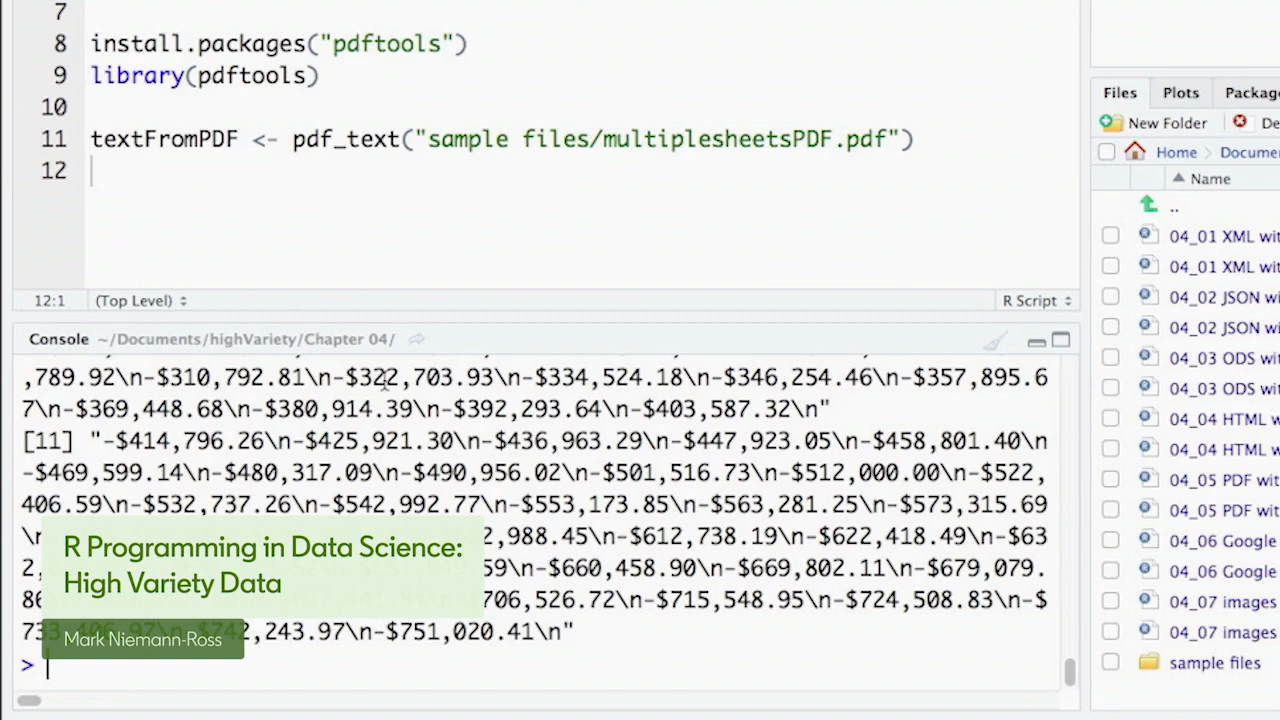 7
8 install.packages("pdftools")
9 library(pdftools)
10
11 textFromPDF <- pdf_text("sample files/multiplesheetsPDF.pdf")
12
12:1 (Top Level) R Script
Console ~/Documents/highVariety/Chapter 04/
,789.92\n-$310,792.81\n-$322,703.93\n-$334,524.18\n-$346,254.46\n-$357,895.6
7\n-$369,448.68\n-$380,914.39\n-$392,293.64\n-$403,587.32\n"
[11] "-$414,796.26\n-$425,921.30\n-$436,963.29\n-$447,923.05\n-$458,801.40\n
-$469,599.14\n-$480,317.09\n-$490,956.02\n-$501,516.73\n-$512,000.00\n-$522,
406.59\n-$532,737.26\n-$542,992.77\n-$553,173.85\n-$563,281.25\n-$573,315.69
,988.45\n-$612,738.19\n-$622,418.49\n-$63
2, 59\n-$660,458.90\n-$669,802.11\n-$679,079.
86 706,526.72\n-$715,548.95\n-$724,508.83\n-$
733,406.97\n-$742,243.97\n-$751,020.41\n"
>
R Programming in Data Science:
High Variety Data
Mark Niemann-Ross
Files Plots Package
New Folder De
Home Documen
Name
..
04_01 XML wit
04_01 XML wit
04_02 JSON wi
04_02 JSON wi
04_03 ODS wit
04_03 ODS wit
04_04 HTML w
04_04 HTML w
04_05 PDF wit
04_05 PDF wit
04_06 Google
04_06 Google
04_07 images
04_07 images
sample files